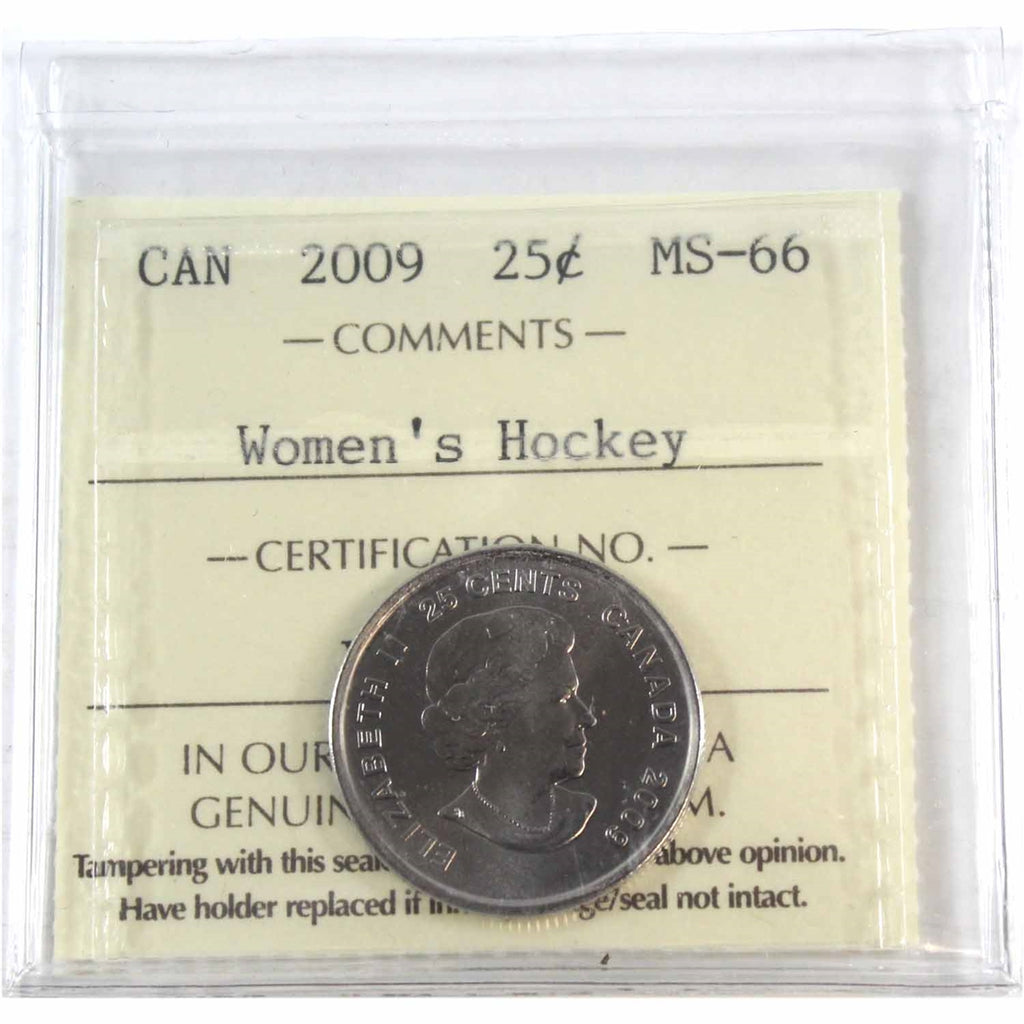 CAN 2009 25¢ MS-66
— COMMENTS —
Women's Hockey
— CERTIFICATION NO. —
ELIZABETH II 25 CENTS CANADA 2009
IN OUR A
GENUIN M.
Tampering with this seal above opinion.
Have holder replaced if /seal not intact.